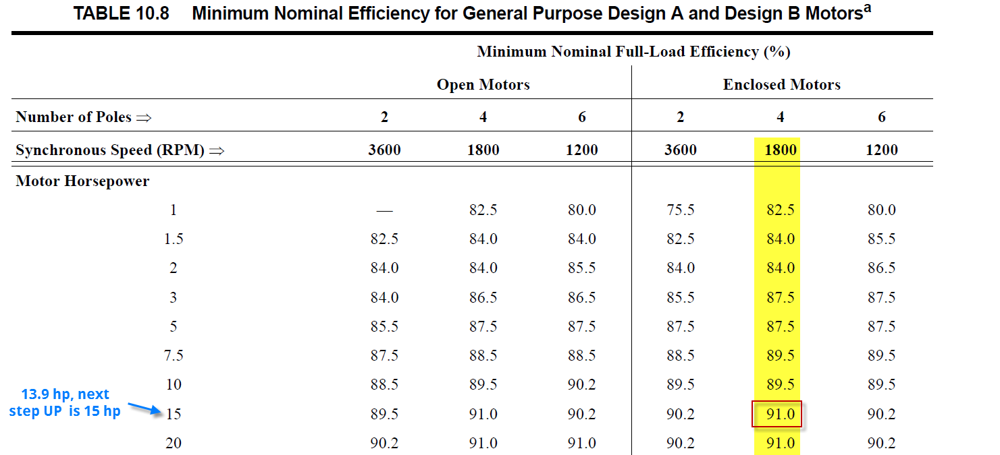 TABLE 10.8 Minimum Nominal Efficiency for General Purpose Design A and Design B Motorsa
Minimum Nominal Full-Load Efficiency (%)
Open Motors Enclosed Motors
Number of Poles ⇒ 2 4 6 2 4 6
Synchronous Speed (RPM) ⇒ 3600 1800 1200 3600 1800 1200
Motor Horsepower
1 — 82.5 80.0 75.5 82.5 80.0
1.5 82.5 84.0 84.0 82.5 84.0 85.5
2 84.0 84.0 85.5 84.0 84.0 86.5
3 84.0 86.5 86.5 85.5 87.5 87.5
5 85.5 87.5 87.5 87.5 87.5 87.5
7.5 87.5 88.5 88.5 88.5 89.5 89.5
10 88.5 89.5 90.2 89.5 89.5 89.5
13.9 hp, next
step UP is 15 hp
15 89.5 91.0 90.2 90.2 91.0 90.2
20 90.2 91.0 91.0 90.2 91.0 90.2